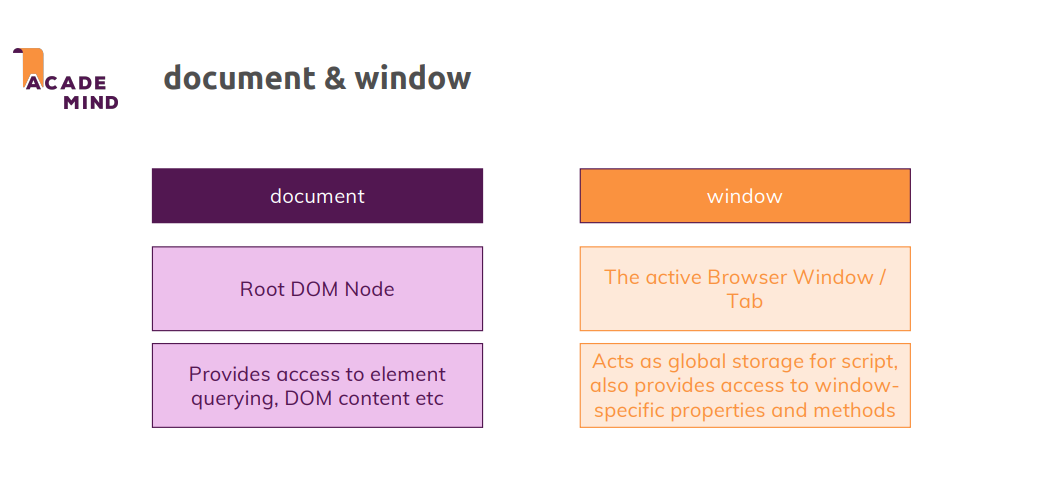 ACADE
MIND
document & window
document
window
Root DOM Node
The active Browser Window /
Tab
Provides access to element
querying, DOM content etc
Acts as global storage for script,
also provides access to window-
specific properties and methods